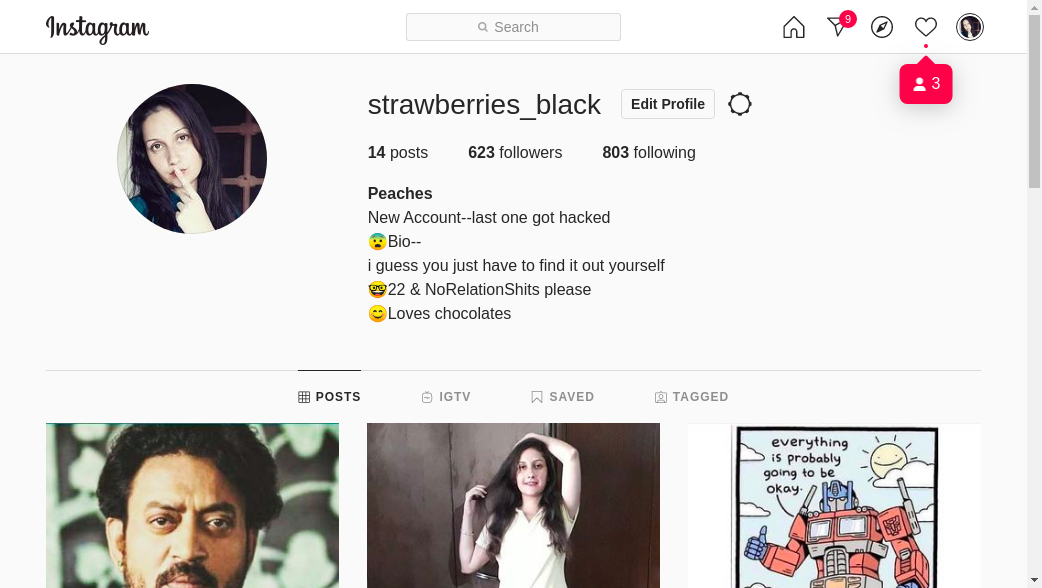 Instagram
Search
9
3
strawberries_black
Edit Profile
14 posts 623 followers 803 following
Peaches
New Account--last one got hacked
😨Bio--
i guess you just have to find it out yourself
🤓22 & NoRelationShits please
😊Loves chocolates
POSTS IGTV SAVED TAGGED
everything
is probably
going to be
okay.